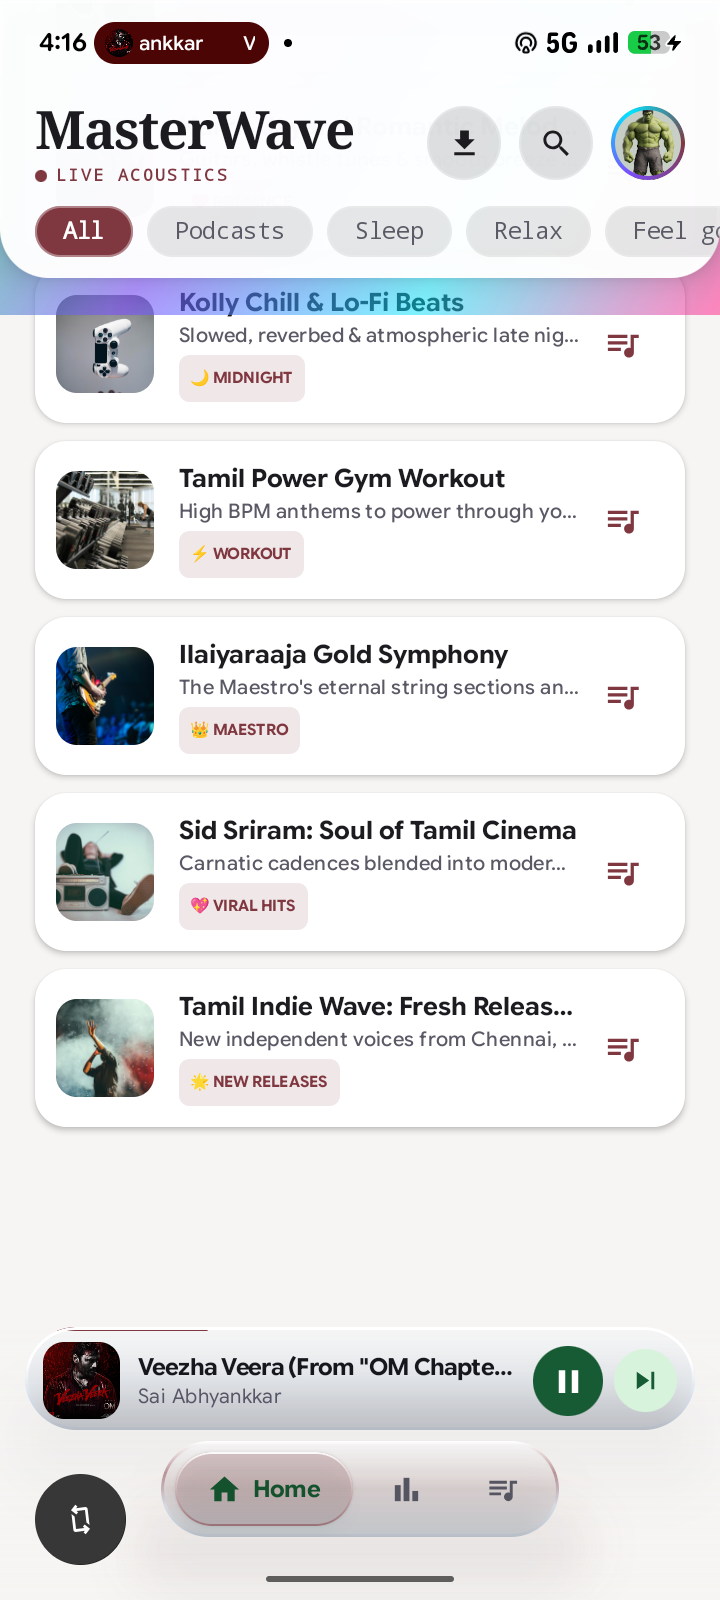 4:16 ankkar V 5G 53
MasterWave
LIVE ACOUSTICS
All Podcasts Sleep Relax Feel go
Kolly Chill & Lo-Fi Beats
Slowed, reverbed & atmospheric late nig...
🌙 MIDNIGHT
Tamil Power Gym Workout
High BPM anthems to power through yo...
⚡ WORKOUT
Ilaiyaraaja Gold Symphony
The Maestro's eternal string sections an...
👑 MAESTRO
Sid Sriram: Soul of Tamil Cinema
Carnatic cadences blended into moder...
💖 VIRAL HITS
Tamil Indie Wave: Fresh Releas...
New independent voices from Chennai, ...
🌟 NEW RELEASES
Veezha Veera (From "OM Chapte...
Sai Abhyankkar
Home